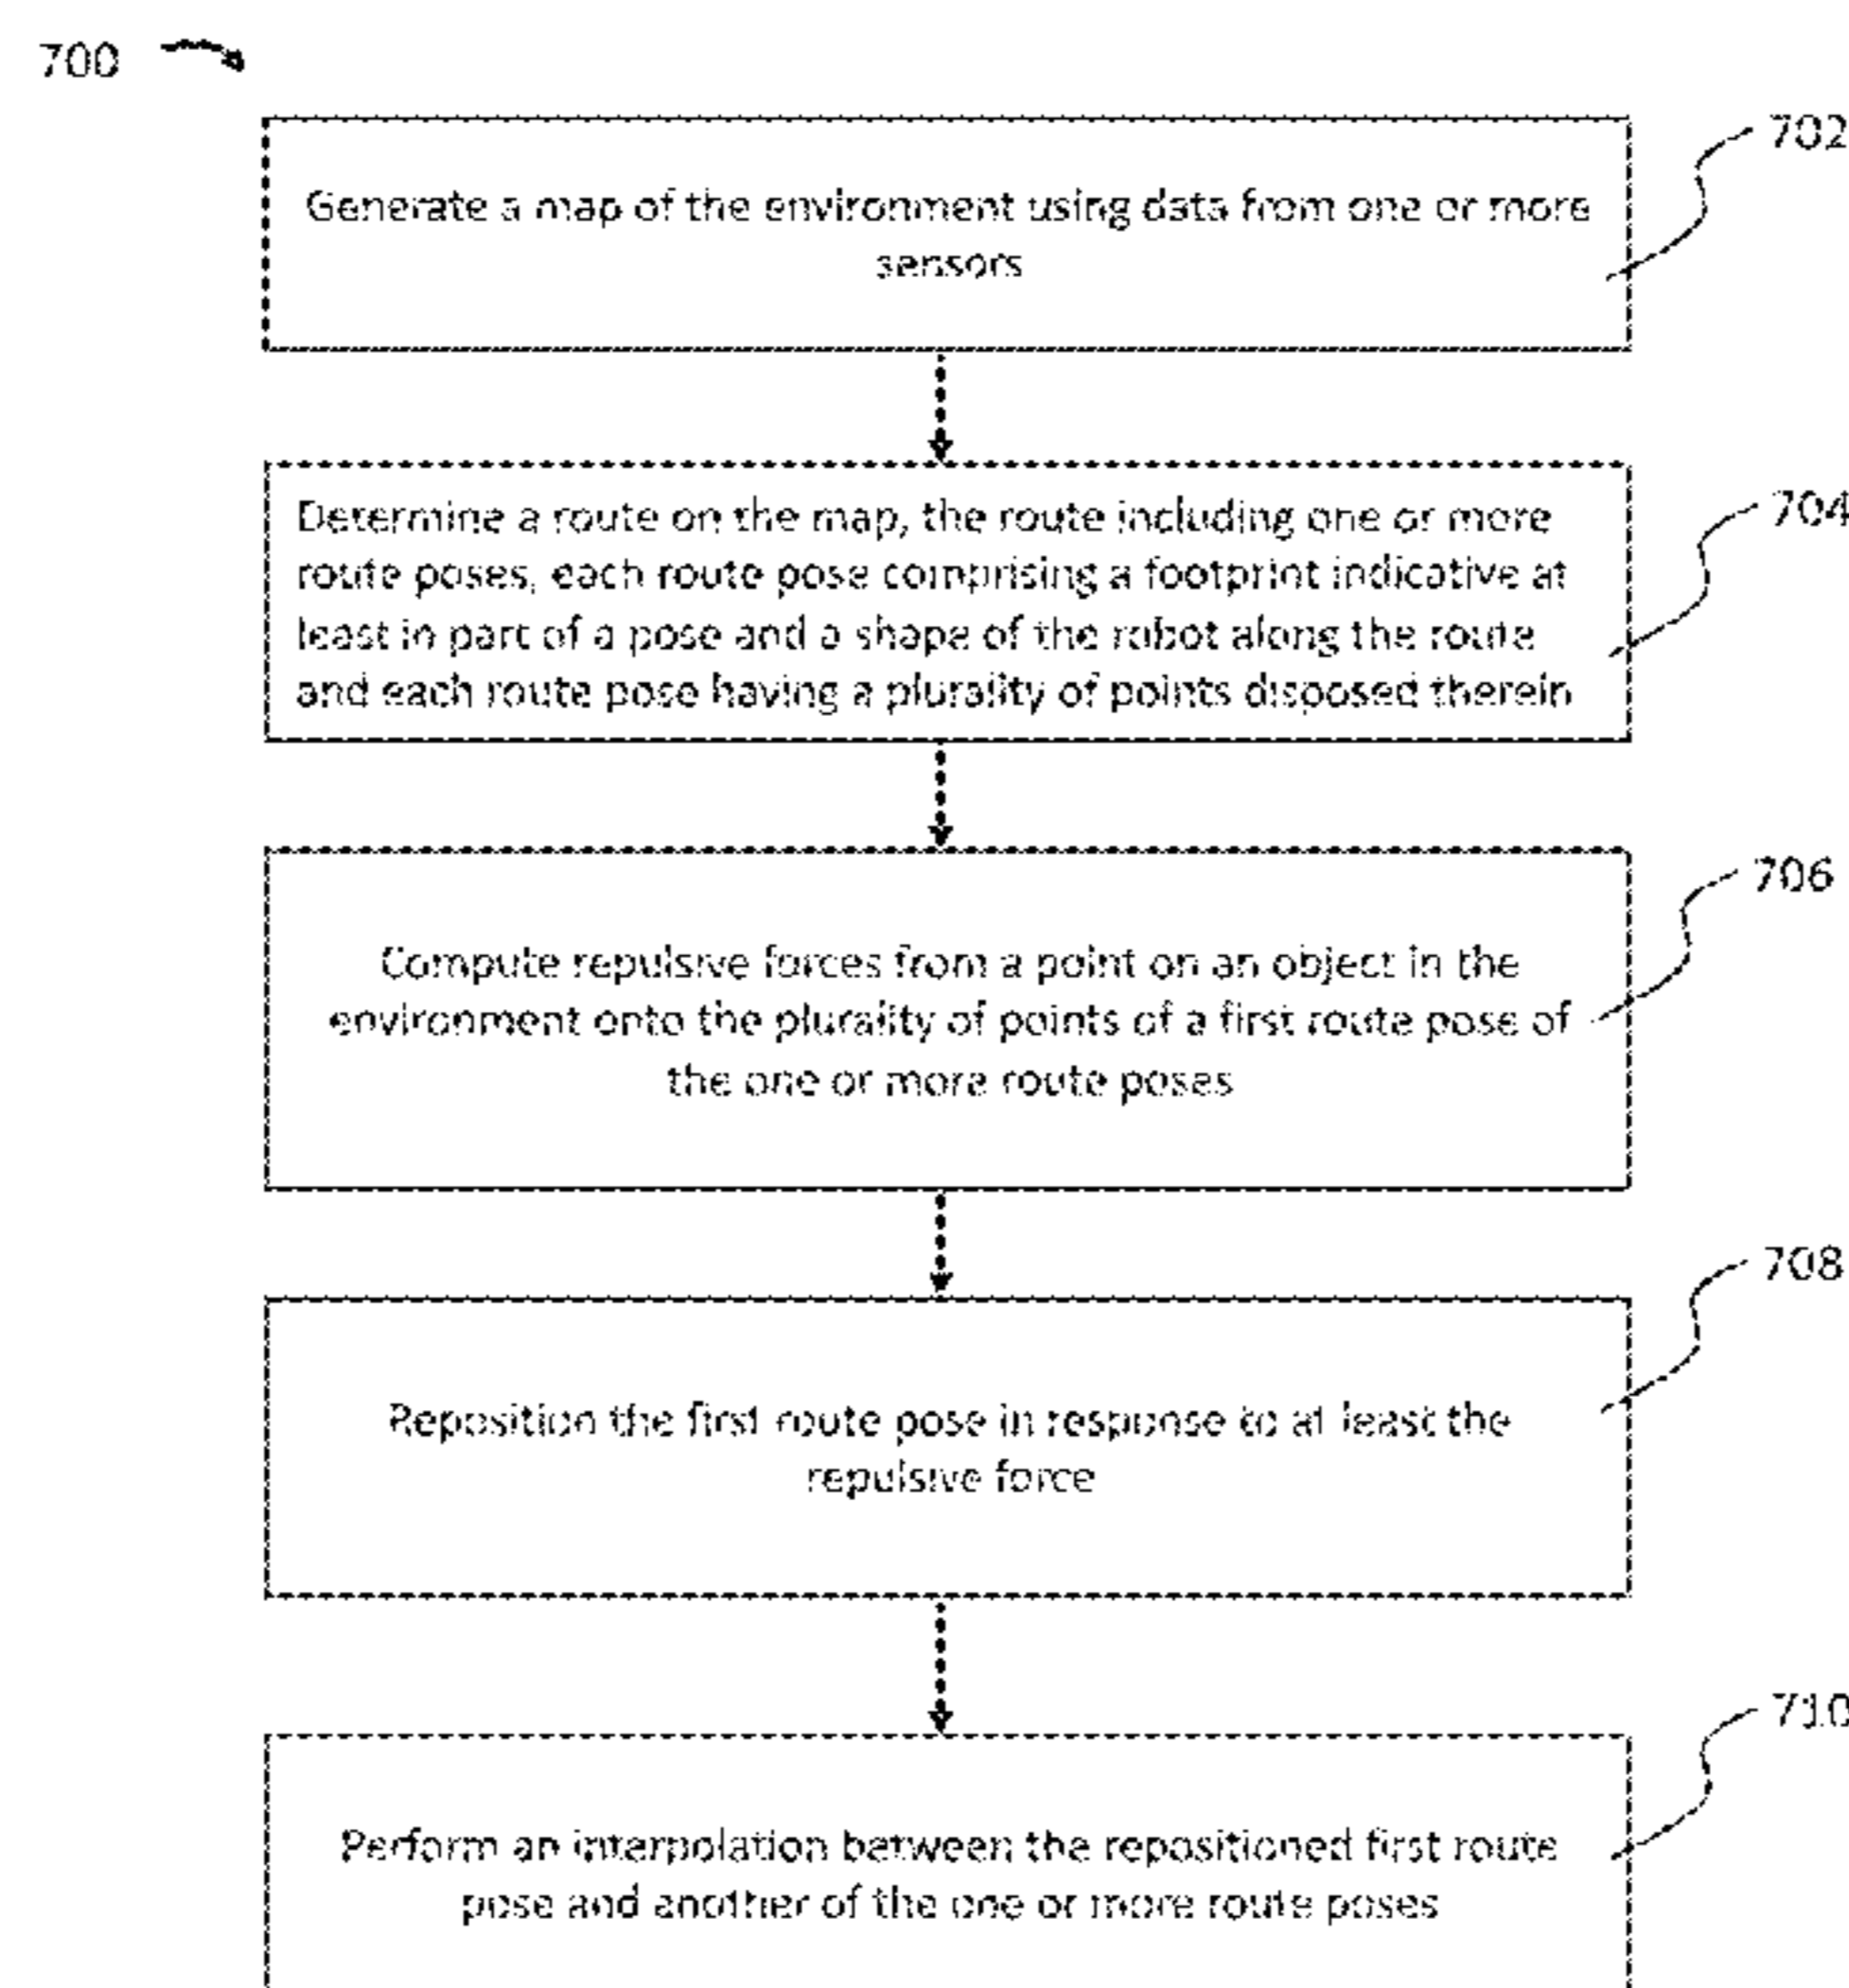 700
702
Generate a map of the environment using data from one or more
sensors
704
Determine a route on the map, the route including one or more
route poses, each route pose comprising a footprint indicative at
least in part of a pose and a shape of the robot along the route
and each route pose having a plurality of points disposed therein
706
Compute repulsive forces from a point on an object in the
environment onto the plurality of points of a first route pose of
the one or more route poses
708
Reposition the first route pose in response to at least the
repulsive force
710
Perform an interpolation between the repositioned first route
pose and another of the one or more route poses